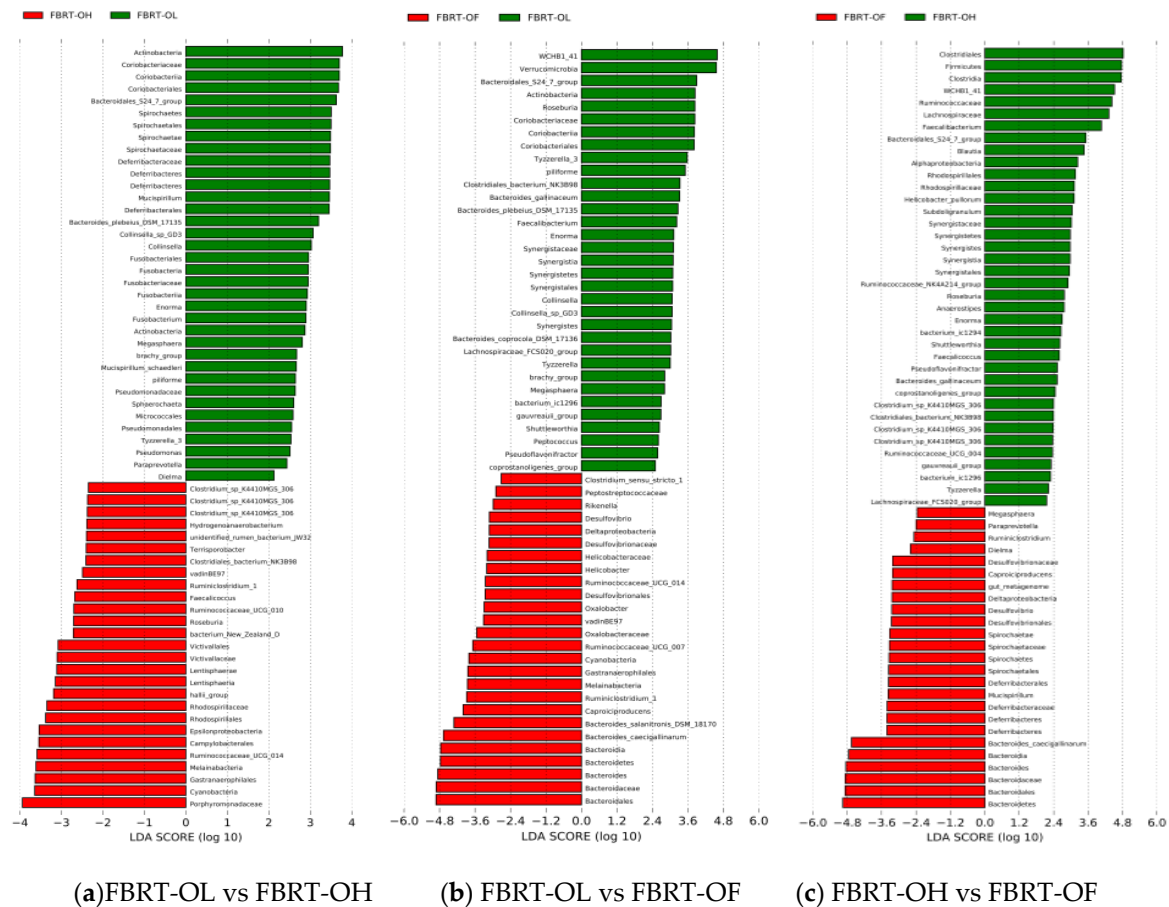 FBRT-OH FBRT-OL
Actinobacteria
Coriobacteriaceae
Coriobacteriia
Coriobacteriales
Bacteroidales_S24_7_group
Spirochaetes
Spirochaetales
Spirochaetae
Spirochaetaceae
Deferribacteraceae
Deferribacteres
Deferribacteres
Mucispirillum
Deferribacterales
Bacteroides_plebeius_DSM_17135
Collinsella_sp_GD3
Collinsella
Fusobacteriales
Fusobacteria
Fusobacteriaceae
Fusobacteriia
Enorma
Fusobacterium
Actinobacteria
Megasphaera
brachy_group
Mucispirillum_schaedleri
piliforme
Pseudomonadaceae
Sphaerochaeta
Micrococcales
Pseudomonadales
Tyzzerella_3
Pseudomonas
Paraprevotella
Dielma
Clostridium_sp_K4410MGS_306
Clostridium_sp_K4410MGS_306
Clostridium_sp_K4410MGS_306
Hydrogenoanaerobacterium
unidentified_rumen_bacterium_JW32
Terrisporobacter
Clostridiales_bacterium_NK3B98
vadinBE97
Ruminiclostridium_1
Faecalicoccus
Ruminococcaceae_UCG_010
Roseburia
bacterium_New_Zealand_D
Victivallales
Victivallaceae
Lentisphaerae
Lentisphaeria
hallii_group
Rhodospirillaceae
Rhodospirillales
Epsilonproteobacteria
Campylobacterales
Ruminococcaceae_UCG_014
Melainabacteria
Gastranaerophilales
Cyanobacteria
Porphyromonadaceae
−4 −3 −2 −1 0 1 2 3 4
LDA SCORE (log 10)
(a)FBRT-OL vs FBRT-OH
FBRT-OF FBRT-OL
WCHB1_41
Verrucomicrobia
Bacteroidales_S24_7_group
Actinobacteria
Roseburia
Coriobacteriaceae
Coriobacteriia
Coriobacteriales
Tyzzerella_3
piliforme
Clostridiales_bacterium_NK3B98
Bacteroides_gallinaceum
Bacteroides_plebeius_DSM_17135
Faecalibacterium
Enorma
Synergistaceae
Synergistia
Synergistetes
Synergistales
Collinsella
Collinsella_sp_GD3
Synergistes
Bacteroides_coprocola_DSM_17136
Lachnospiraceae_FCS020_group
Tyzzerella
brachy_group
Megasphaera
bacterium_ic1296
gauvreauii_group
Shuttleworthia
Peptococcus
Pseudoflavonifractor
coprostanoligenes_group
Clostridium_sensu_stricto_1
Peptostreptococcaceae
Rikenella
Desulfovibrio
Deltaproteobacteria
Desulfovibrionaceae
Helicobacteraceae
Helicobacter
Ruminococcaceae_UCG_014
Desulfovibrionales
Oxalobacter
vadinBE97
Oxalobacteraceae
Ruminococcaceae_UCG_007
Cyanobacteria
Gastranaerophilales
Melainabacteria
Ruminiclostridium_1
Caproiciproducens
Bacteroides_salanitronis_DSM_18170
Bacteroides_caecigallinarum
Bacteroidia
Bacteroidetes
Bacteroides
Bacteroidaceae
Bacteroidales
−6.0 −4.8 −3.6 −2.4 −1.2 0.0 1.2 2.4 3.6 4.8 6.0
LDA SCORE (log 10)
(b) FBRT-OL vs FBRT-OF
FBRT-OF FBRT-OH
Clostridiales
Firmicutes
Clostridia
WCHB1_41
Ruminococcaceae
Lachnospiraceae
Faecalibacterium
Bacteroidales_S24_7_group
Blautia
Alphaproteobacteria
Rhodospirillales
Rhodospirillaceae
Helicobacter_pullorum
Subdoligranulum
Synergistaceae
Synergistetes
Synergistes
Synergistia
Synergistales
Ruminococcaceae_NK4A214_group
Roseburia
Anaerostipes
Enorma
bacterium_ic1294
Shuttleworthia
Faecalicoccus
Pseudoflavonifractor
Bacteroides_gallinaceum
coprostanoligenes_group
Clostridium_sp_K4410MGS_306
Clostridiales_bacterium_NK3B98
Clostridium_sp_K4410MGS_306
Clostridium_sp_K4410MGS_306
Ruminococcaceae_UCG_004
gauvreauii_group
bacterium_ic1296
Tyzzerella
Lachnospiraceae_FCS020_group
Megasphaera
Paraprevotella
Ruminiclostridium
Dielma
Desulfovibrionaceae
Caproiciproducens
gut_metagenome
Deltaproteobacteria
Desulfovibrio
Desulfovibrionales
Spirochaetae
Spirochaetaceae
Spirochaetes
Spirochaetales
Deferribacterales
Mucispirillum
Deferribacteraceae
Deferribacteres
Deferribacteres
Bacteroides_caecigallinarum
Bacteroidia
Bacteroides
Bacteroidaceae
Bacteroidales
Bacteroidetes
−6.0 −4.8 −3.6 −2.4 −1.2 0.0 1.2 2.4 3.6 4.8 6.0
LDA SCORE (log 10)
(c) FBRT-OH vs FBRT-OF